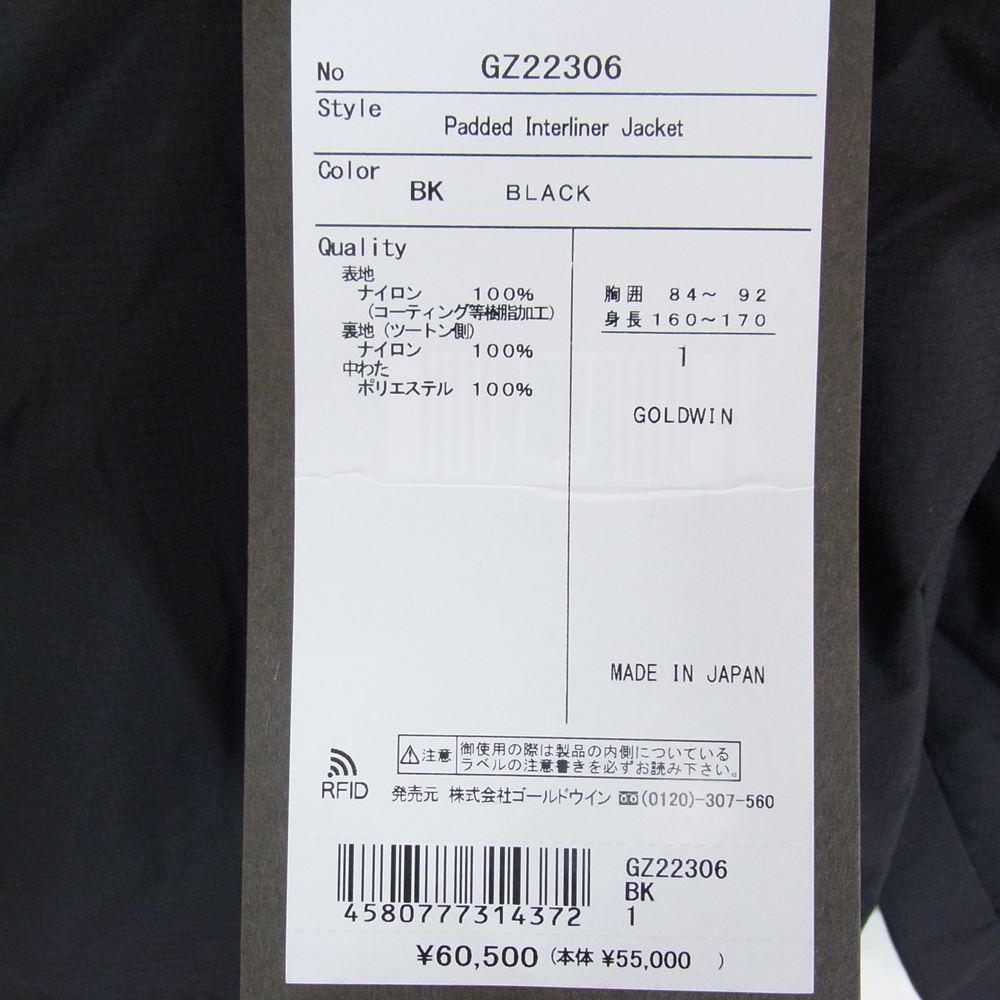 No GZ22306
Style
Padded Interliner Jacket
Color
BK BLACK
Quality
表地
ナイロン 100%
(コーティング等樹脂加工)
裏地(ツートン側)
ナイロン 100%
中わた
ポリエステル 100%
胸囲 84~ 92
身長 160~170
1
GOLDWIN
MADE IN JAPAN
注意 御使用の際は製品の内側についている
ラベルの注意書きを必ずお読み下さい。
RFID 発売元 株式会社ゴールドウイン (0120)-307-560
4580777314372
GZ22306
BK
1
¥60,500 (本体 ¥55,000 )